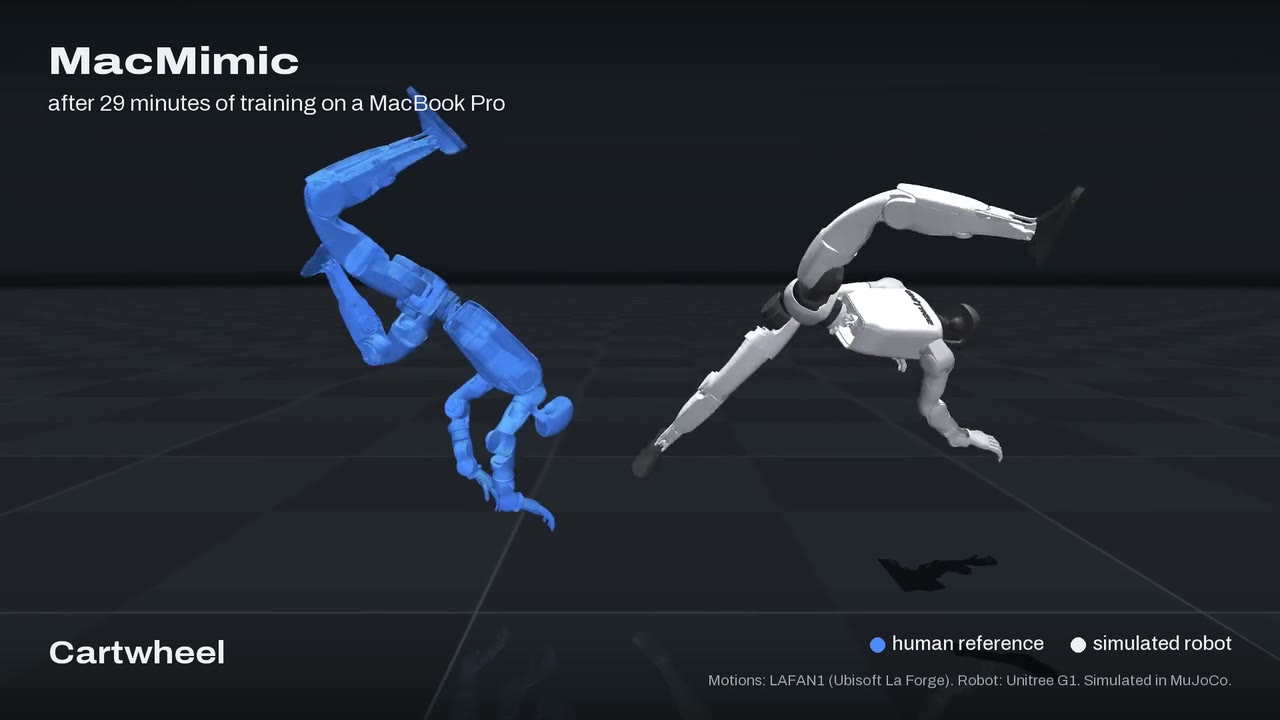 MacMimic
after 29 minutes of training on a MacBook Pro
Cartwheel
human reference
simulated robot
Motions: LAFAN1 (Ubisoft La Forge). Robot: Unitree G1. Simulated in MuJoCo.